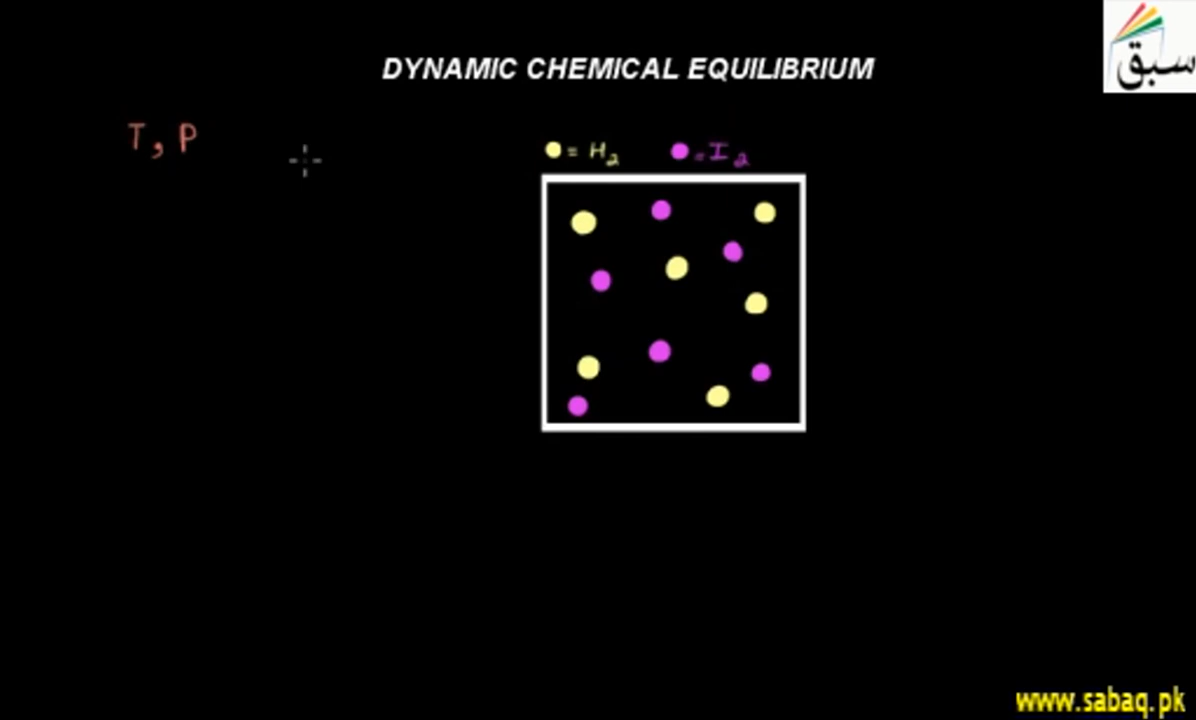 سبق
DYNAMIC CHEMICAL EQUILIBRIUM
T, P
= H₂ = I₂
www.sabaq.pk